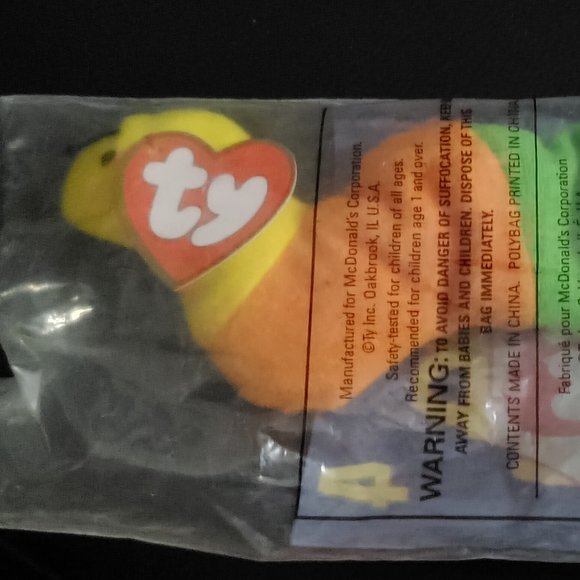 ty
Manufactured for McDonald's Corporation.
©Ty Inc. Oakbrook, IL U.S.A.
Safety-tested for children of all ages.
Recommended for children age 1 and over.
WARNING: TO AVOID DANGER OF SUFFOCATION, KEEP
AWAY FROM BABIES AND CHILDREN. DISPOSE OF THIS
BAG IMMEDIATELY.
CONTENTS MADE IN CHINA. POLYBAG PRINTED IN CHINA
4
Fabriqué pour McDonald's Corporation